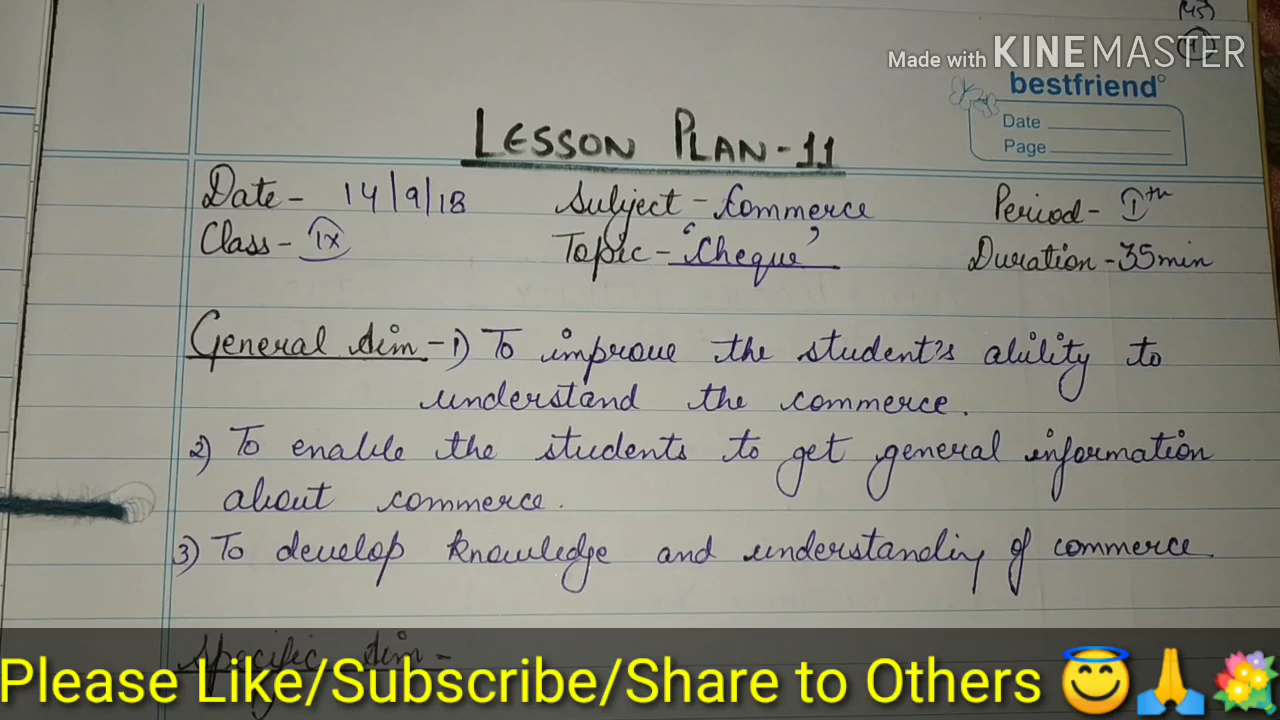 (45)
Made with KINEMASTER
bestfriend
Date
Page
LESSON PLAN-11
Date - 14/9/18 Subject - Commerce Period - Ith
Class - IX Topic - 'Cheque' Duration - 35min
General Aim - 1) To improve the student's ability to
understand the commerce.
2) To enable the students to get general information
about commerce.
3) To develop knowledge and understanding of commerce.
Specific Aim -
Please Like/Subscribe/Share to Others 😇🙏💐